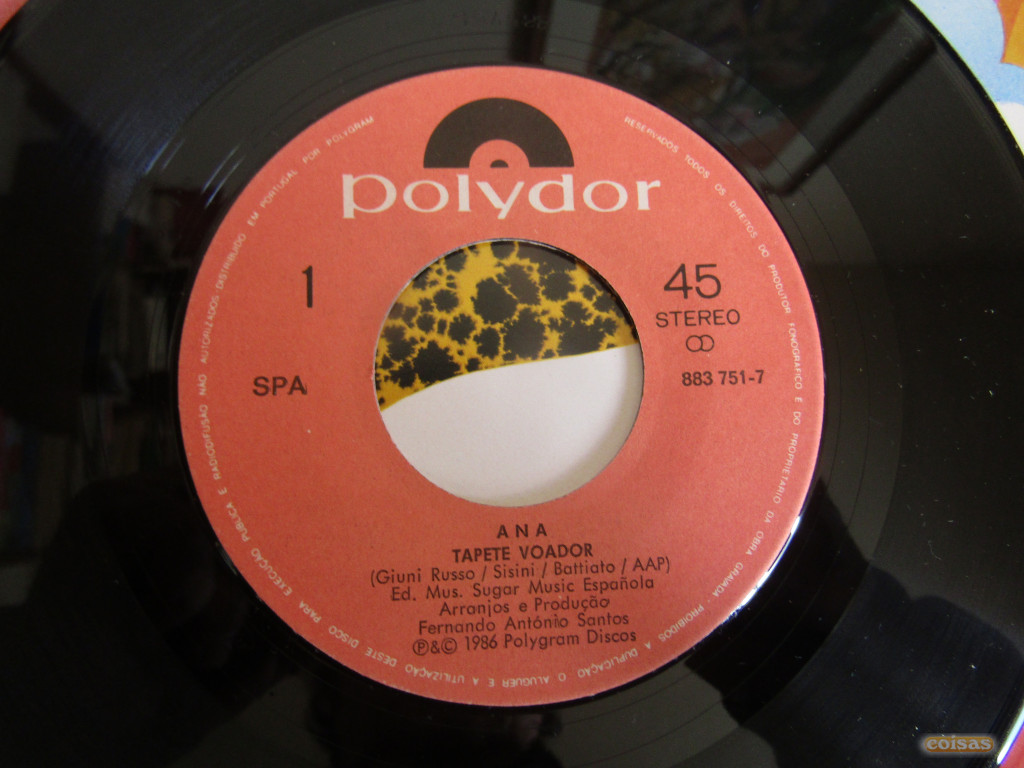 polydor
1
45
STEREO
SPA
883 751-7
ANA
TAPETE VOADOR
(Giuni Russo / Sisini / Battiato / AAP)
Ed. Mus. Sugar Music Española
Arranjos e Produção
Fernando António Santos
℗&© 1986 Polygram Discos
RESERVADOS TODOS OS DIREITOS DO PRODUTOR FONOGRÁFICO E DO PROPRIETÁRIO DA OBRA GRAVADA. PROIBIDOS A DUPLICAÇÃO O ALUGUER E A UTILIZAÇÃO DESTE DISCO PARA EXECUÇÃO PÚBLICA E RADIODIFUSÃO NÃO AUTORIZADOS DISTRIBUÍDO EM PORTUGAL POR POLYGRAM
coisas